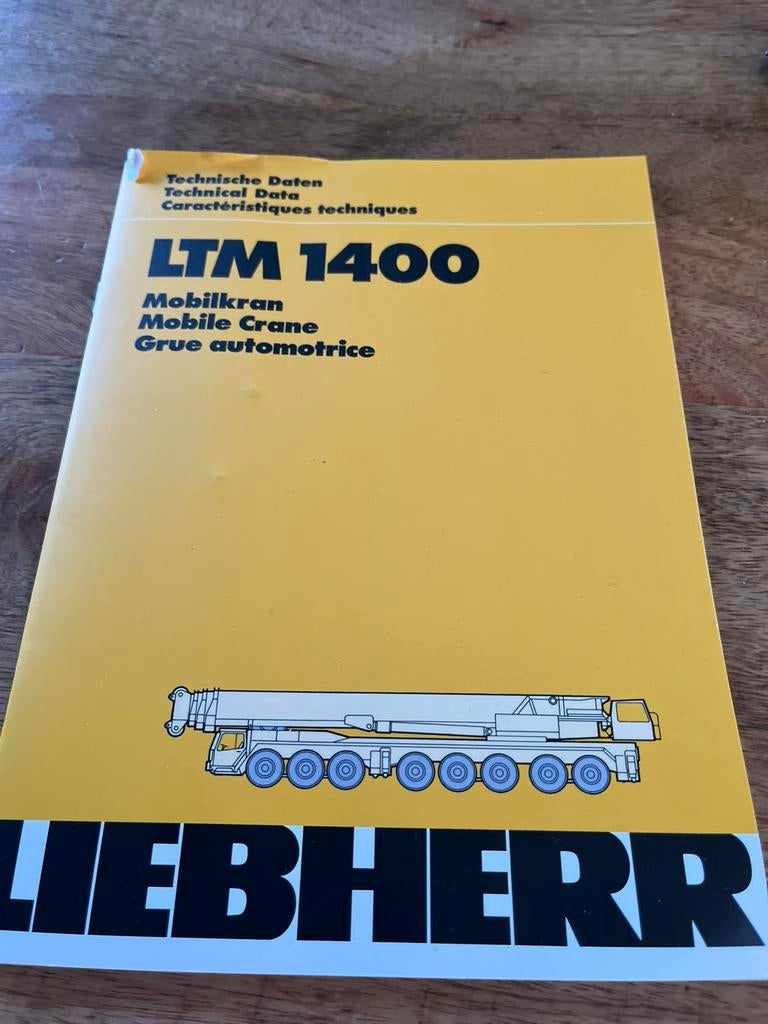 Technische Daten
Technical Data
Caractéristiques techniques
LTM 1400
Mobilkran
Mobile Crane
Grue automotrice
LIEBHERR